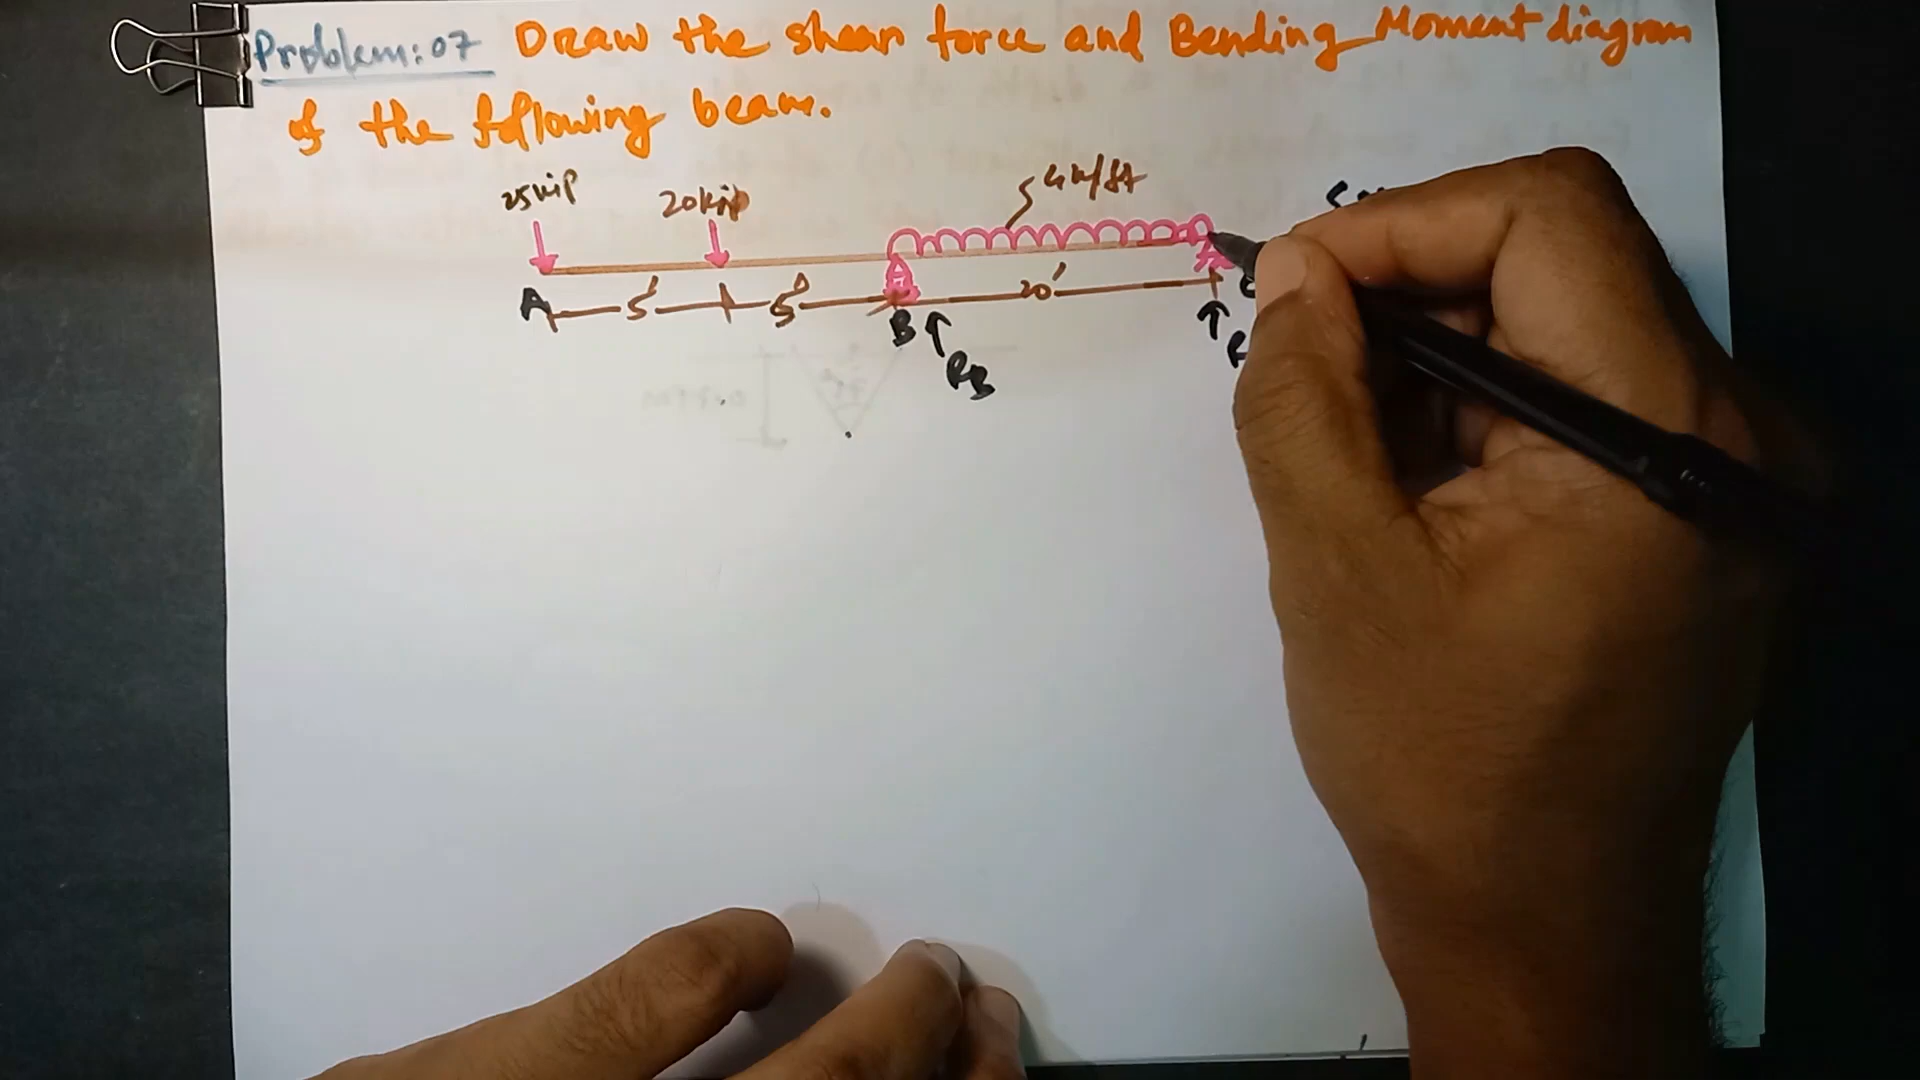 Problem: 07 Draw the shear force and Bending Moment diagram
of the following beam.
25kip 20kip 4k/ft
A 5' 5' 20'
B
RB